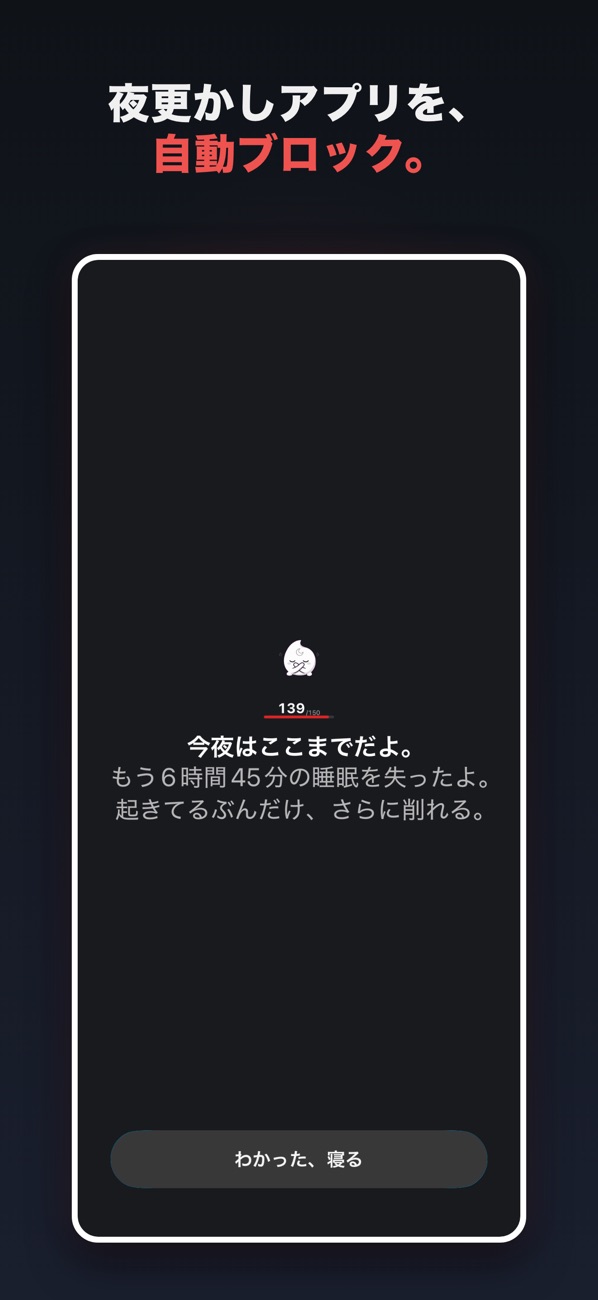 夜更かしアプリを、
自動ブロック。
139/150
今夜はここまでだよ。
もう6時間45分の睡眠を失ったよ。
起きてるぶんだけ、さらに削れる。
わかった、寝る